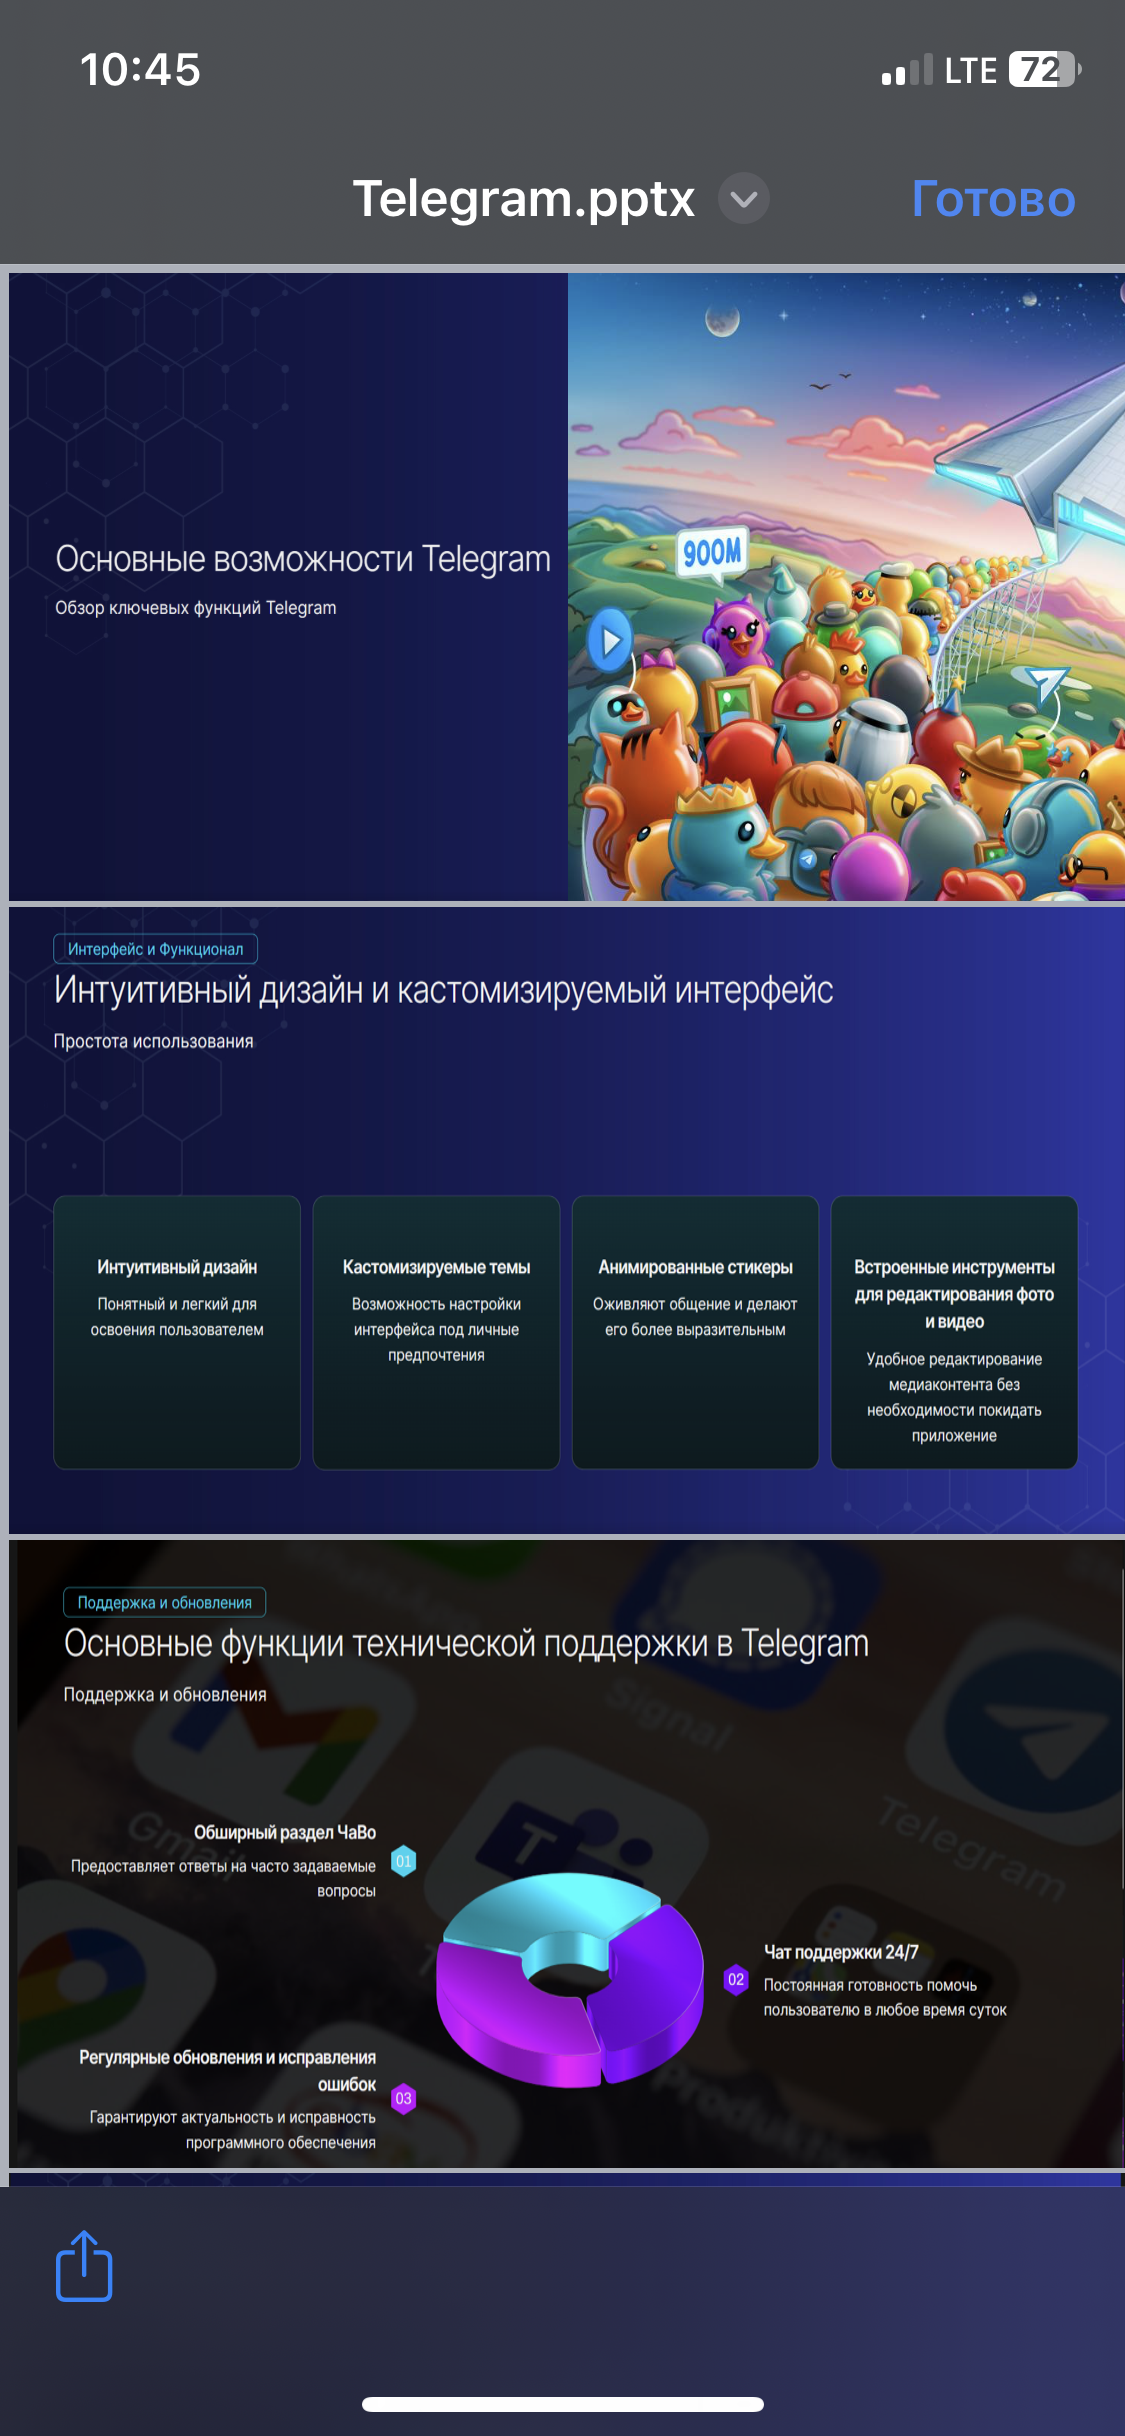 10:45
LTE 72
Telegram.pptx
Готово
900M
Основные возможности Telegram
Обзор ключевых функций Telegram
Интерфейс и Функционал
Интуитивный дизайн и кастомизируемый интерфейс
Простота использования
Интуитивный дизайн
Понятный и легкий для
освоения пользователем
Кастомизируемые темы
Возможность настройки
интерфейса под личные
предпочтения
Анимированные стикеры
Оживляют общение и делают
его более выразительным
Встроенные инструменты
для редактирования фото
и видео
Удобное редактирование
медиаконтента без
необходимости покидать
приложение
Поддержка и обновления
Основные функции технической поддержки в Telegram
Поддержка и обновления
WhatsApp
Signal
Telegram
Gmail
T
Обширный раздел ЧаВо
01
Предоставляет ответы на часто задаваемые
вопросы
Чат поддержки 24/7
02
Постоянная готовность помочь
пользователю в любое время суток
Регулярные обновления и исправления
ошибок
03
Гарантируют актуальность и исправность
программного обеспечения